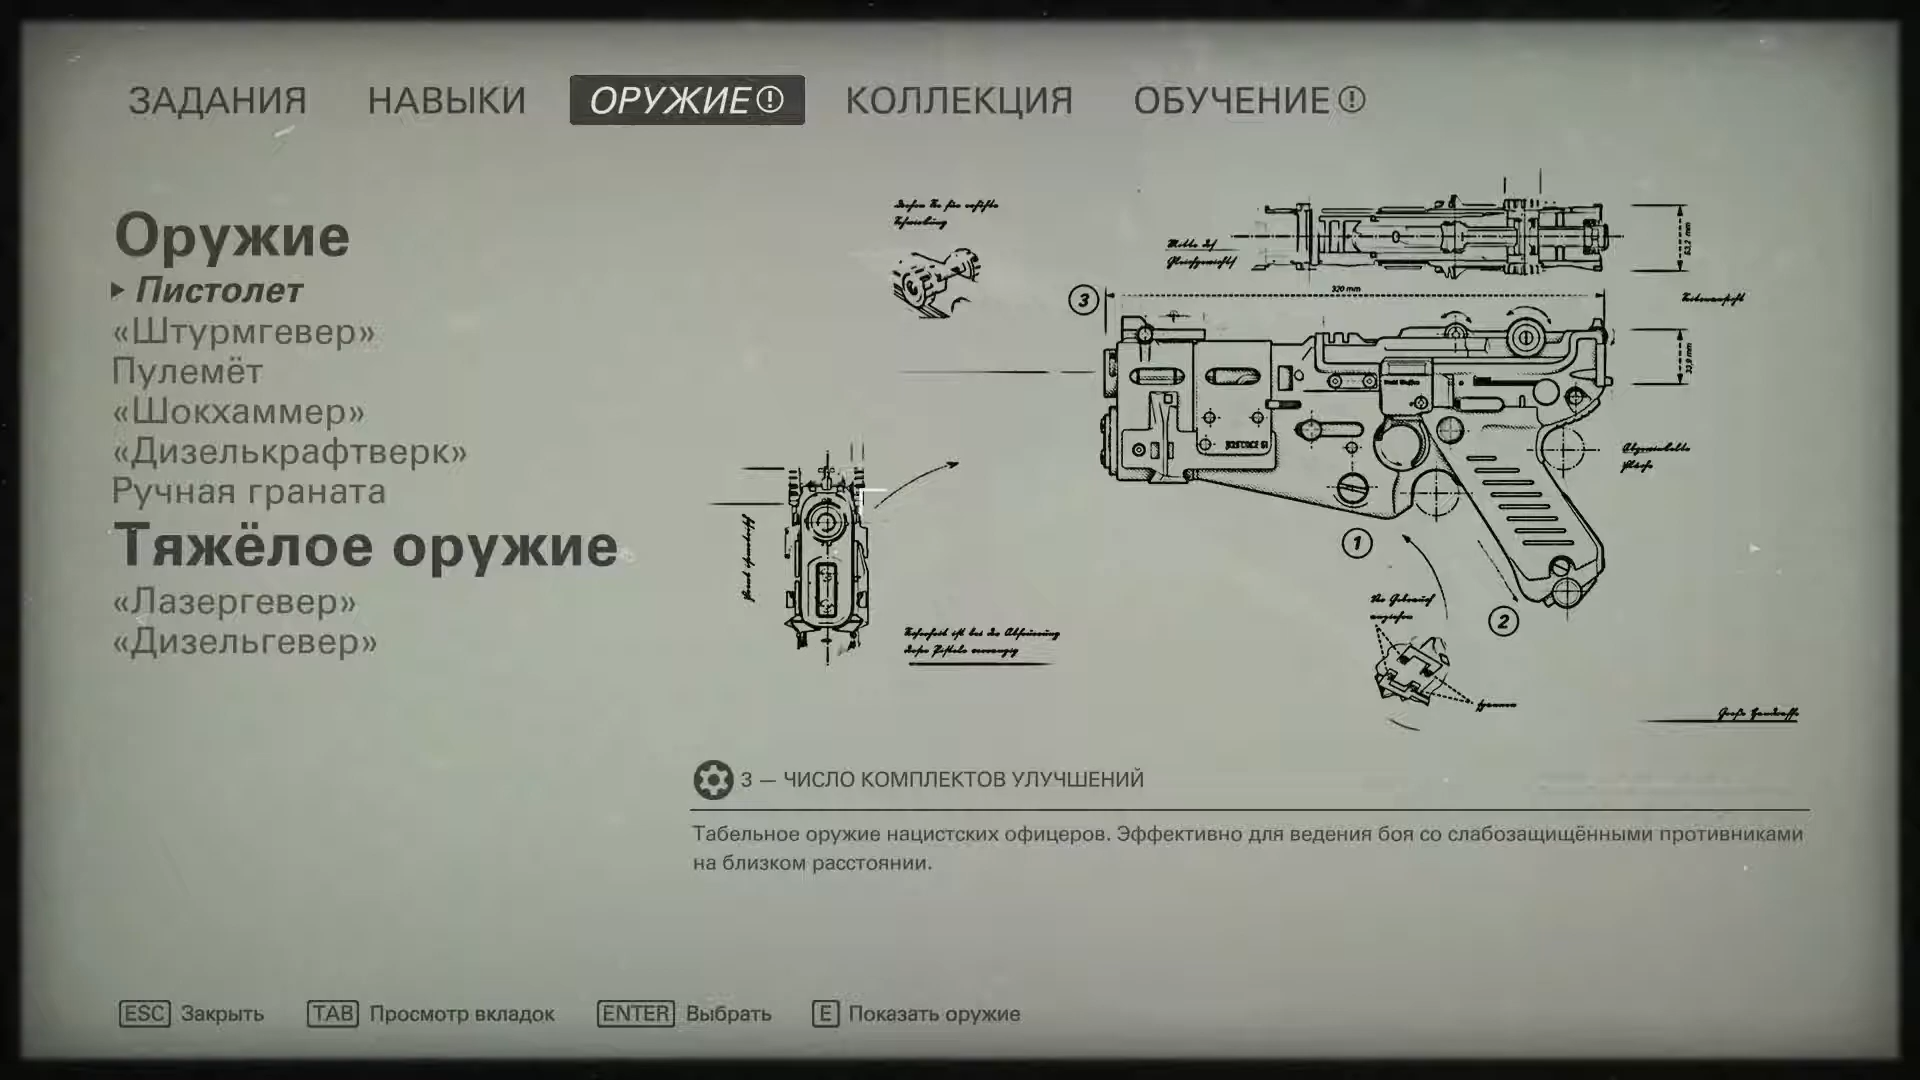 ЗАДАНИЯ НАВЫКИ ОРУЖИЕ! КОЛЛЕКЦИЯ ОБУЧЕНИЕ!
Оружие
Пистолет
«Штурмгевер»
Пулемёт
«Шокхаммер»
«Дизелькрафтверк»
Ручная граната
Тяжёлое оружие
«Лазергевер»
«Дизельгевер»
3
320 mm
1
2
3 — ЧИСЛО КОМПЛЕКТОВ УЛУЧШЕНИЙ
Табельное оружие нацистских офицеров. Эффективно для ведения боя со слабозащищёнными противниками
на близком расстоянии.
ESC Закрыть TAB Просмотр вкладок ENTER Выбрать E Показать оружие